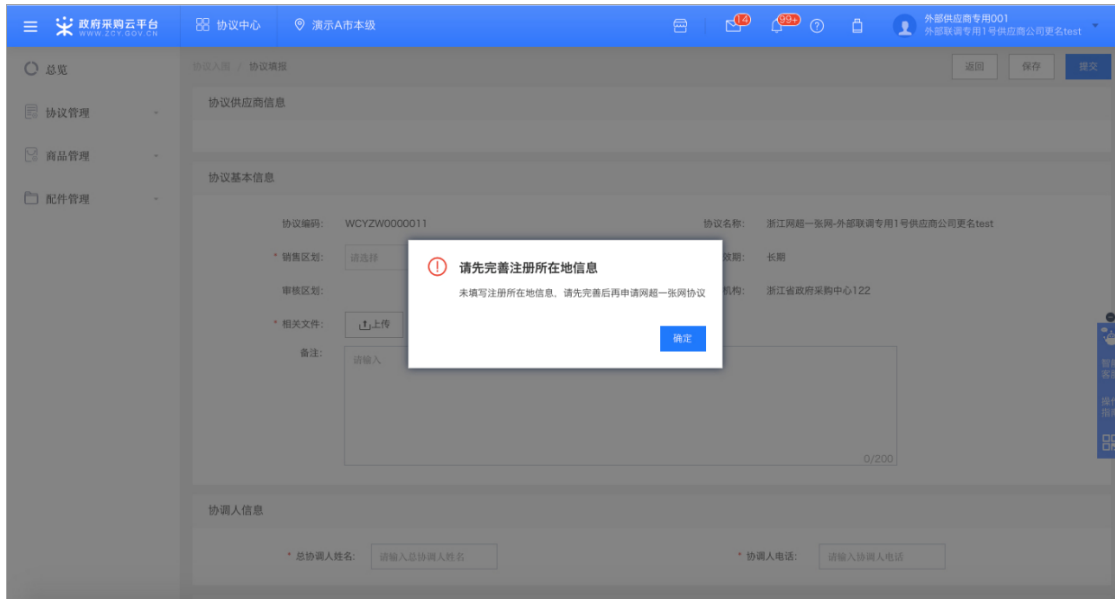 政府采购云平台
WWW.ZCY.GOV.CN
协议中心
演示A市本级
14
99+
外部供应商专用001
外部联调专用1号供应商公司更名test
总览
协议管理
商品管理
配件管理
协议入围 / 协议填报
返回
保存
提交
协议供应商信息
协议基本信息
协议编码: WCYZW0000011
协议名称: 浙江网超一张网-外部联调专用1号供应商公司更名test
* 销售区划: 请选择
效期: 长期
审核区划:
机构: 浙江省政府采购中心122
* 相关文件: 上传
备注: 请输入
0/200
请先完善注册所在地信息
未填写注册所在地信息，请先完善后再申请网超一张网协议
确定
协调人信息
* 总协调人姓名: 请输入总协调人姓名
* 协调人电话: 请输入协调人电话